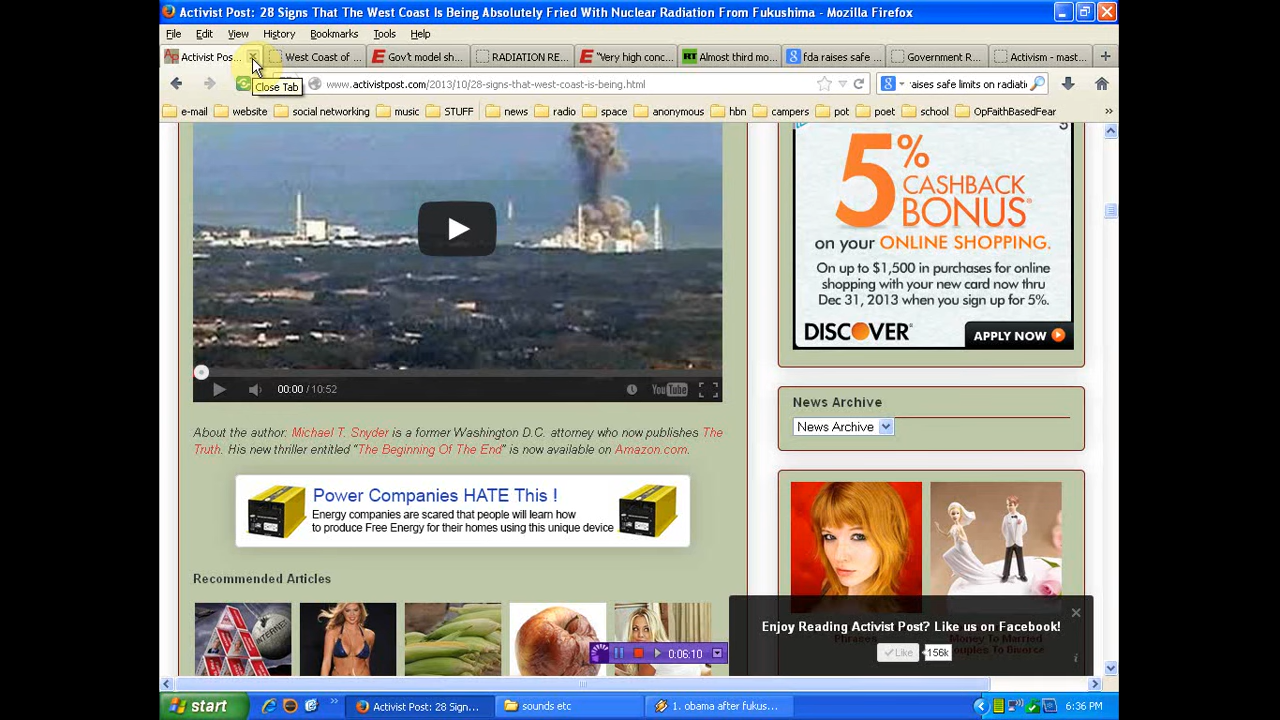 Activist Post: 28 Signs That The West Coast Is Being Absolutely Fried With Nuclear Radiation From Fukushima - Mozilla Firefox
File Edit View History Bookmarks Tools Help
Activist Pos... West Coast of ... Gov't model sh... RADIATION RE... "Very high conc... Almost third mo... fda raises safe ... Government R... Activism - mast...
Close Tab
www.activistpost.com/2013/10/28-signs-that-west-coast-is-being.html
aises safe limits on radiati
e-mail website social networking music STUFF news radio space anonymous hbn campers pot poet school OpFaithBasedFear
5%
CASHBACK
BONUS
on your ONLINE SHOPPING.
On up to $1,500 in purchases for online
shopping with your new card now thru
Dec 31, 2013 when you sign up for 5%.
DISCOVER
APPLY NOW
00:00 / 10:52
YouTube
News Archive
News Archive
About the author: Michael T. Snyder is a former Washington D.C. attorney who now publishes The
Truth. His new thriller entitled "The Beginning Of The End" is now available on Amazon.com.
Power Companies HATE This !
Energy companies are scared that people will learn how
to produce Free Energy for their homes using this unique device
Recommended Articles
INTERNET
Enjoy Reading Activist Post? Like us on Facebook!
Like 156k
Phrases
Money To Married
Couples To Divorce
0:06:10
start
Activist Post: 28 Sign...
sounds etc
1. obama after fukus...
6:36 PM